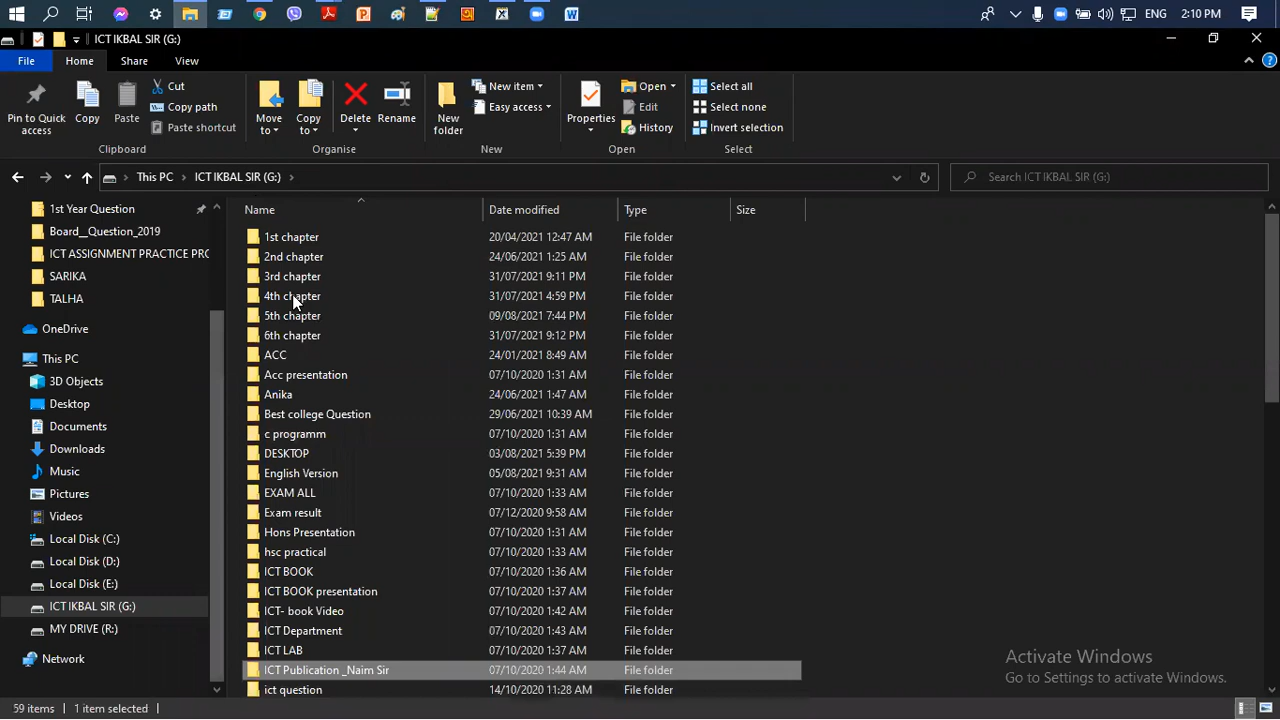 ENG 2:10 PM
ICT IKBAL SIR (G:)
File Home Share View
Pin to Quick access
Copy
Paste
Cut
Copy path
Paste shortcut
Clipboard
Move to
Copy to
Delete
Rename
Organise
New folder
New item
Easy access
New
Properties
Open
Edit
History
Open
Select all
Select none
Invert selection
Select
This PC ICT IKBAL SIR (G:)
Search ICT IKBAL SIR (G:)
1st Year Question
Board__Question_2019
ICT ASSIGNMENT PRACTICE PRO
SARIKA
TALHA
OneDrive
This PC
3D Objects
Desktop
Documents
Downloads
Music
Pictures
Videos
Local Disk (C:)
Local Disk (D:)
Local Disk (E:)
ICT IKBAL SIR (G:)
MY DRIVE (R:)
Network
Name Date modified Type Size
1st chapter 20/04/2021 12:47 AM File folder
2nd chapter 24/06/2021 1:25 AM File folder
3rd chapter 31/07/2021 9:11 PM File folder
4th chapter 31/07/2021 4:59 PM File folder
5th chapter 09/08/2021 7:44 PM File folder
6th chapter 31/07/2021 9:12 PM File folder
ACC 24/01/2021 8:49 AM File folder
Acc presentation 07/10/2020 1:31 AM File folder
Anika 24/06/2021 1:47 AM File folder
Best college Question 29/06/2021 10:39 AM File folder
c programm 07/10/2020 1:31 AM File folder
DESKTOP 03/08/2021 5:39 PM File folder
English Version 05/08/2021 9:31 AM File folder
EXAM ALL 07/10/2020 1:33 AM File folder
Exam result 07/12/2020 9:58 AM File folder
Hons Presentation 07/10/2020 1:31 AM File folder
hsc practical 07/10/2020 1:33 AM File folder
ICT BOOK 07/10/2020 1:36 AM File folder
ICT BOOK presentation 07/10/2020 1:37 AM File folder
ICT- book Video 07/10/2020 1:42 AM File folder
ICT Department 07/10/2020 1:43 AM File folder
ICT LAB 07/10/2020 1:37 AM File folder
ICT Publication _Naim Sir 07/10/2020 1:44 AM File folder
ict question 14/10/2020 11:28 AM File folder
Activate Windows
Go to Settings to activate Windows.
59 items 1 item selected